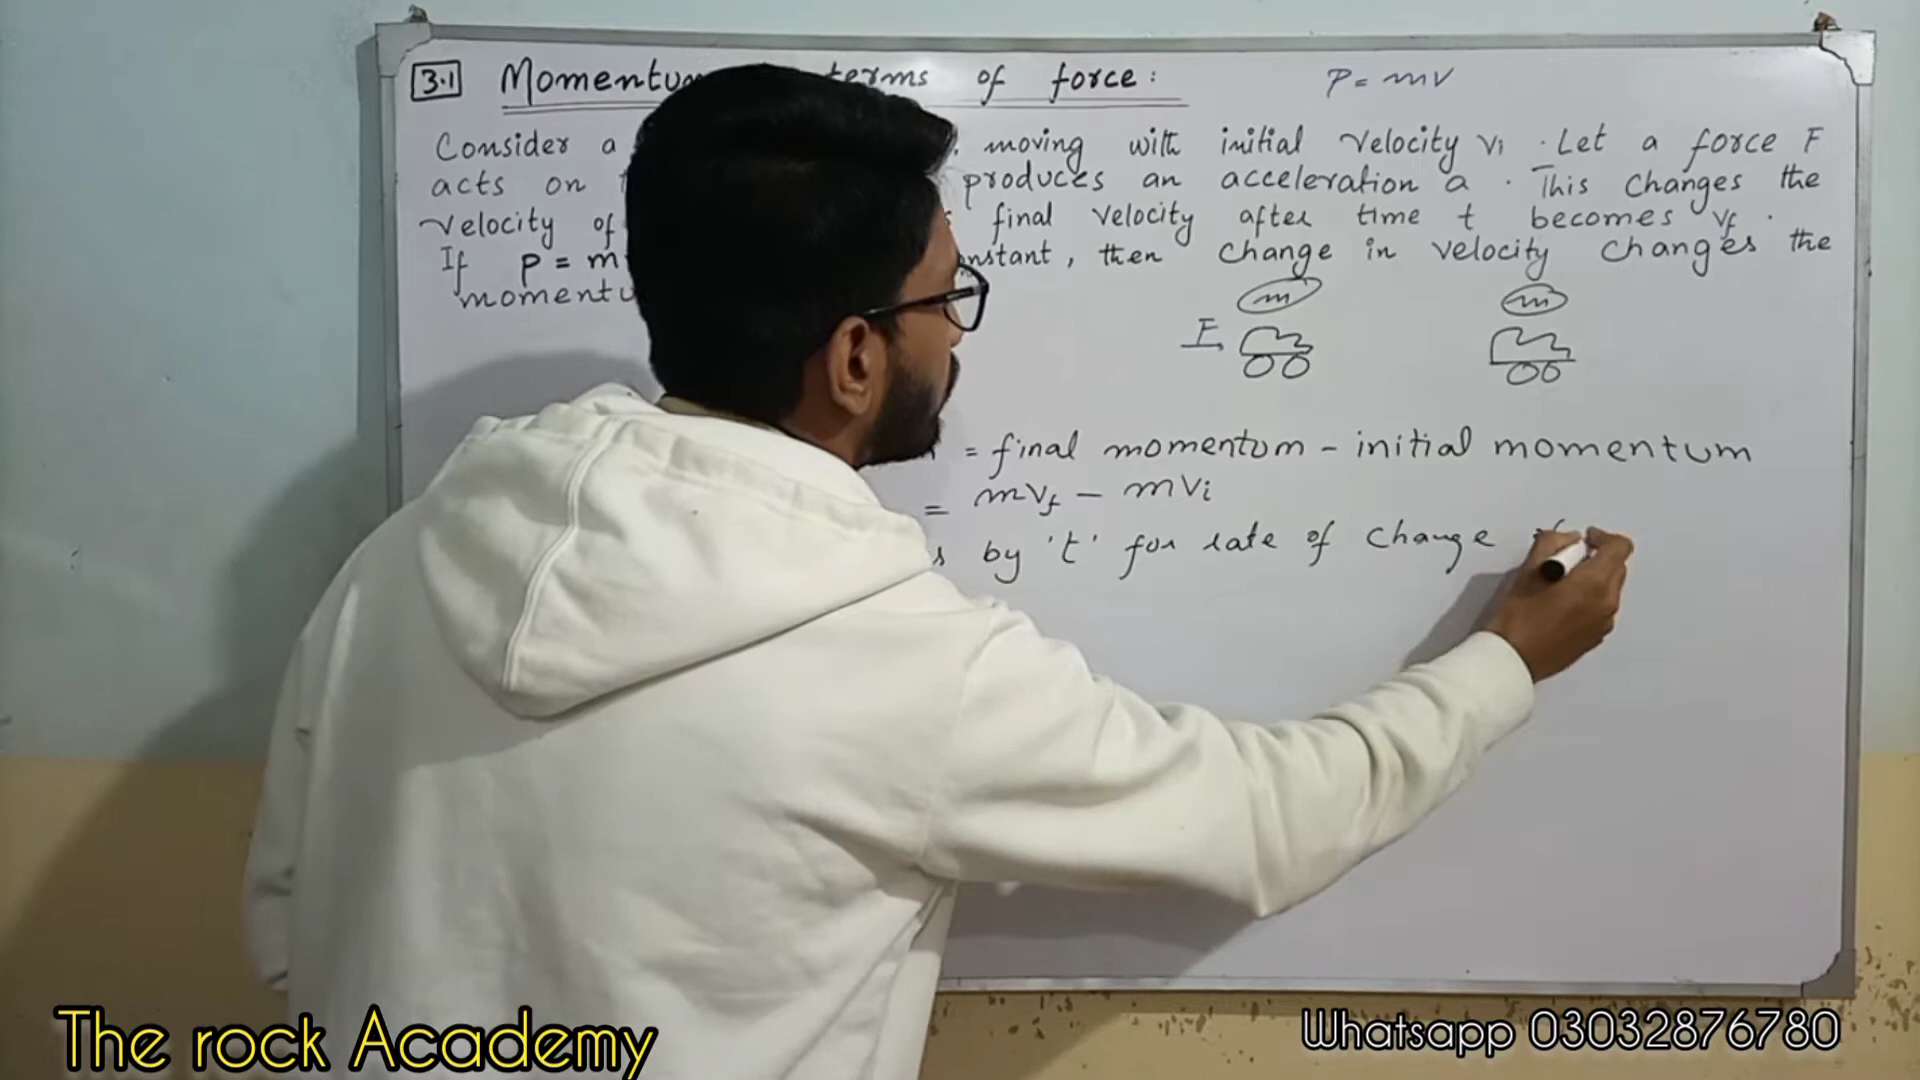 3.1 Momentu terms of force: P = mv
Consider a moving with initial velocity vi . Let a force F
acts on produces an acceleration a . This changes the
velocity of final velocity after time t becomes vf .
If P = m nstant , then change in velocity changes the
momentu
m m
F
= final momentum - initial momentum
= mvf - mvi
s by 't' for rate of change
The rock Academy
Whatsapp 03032876780